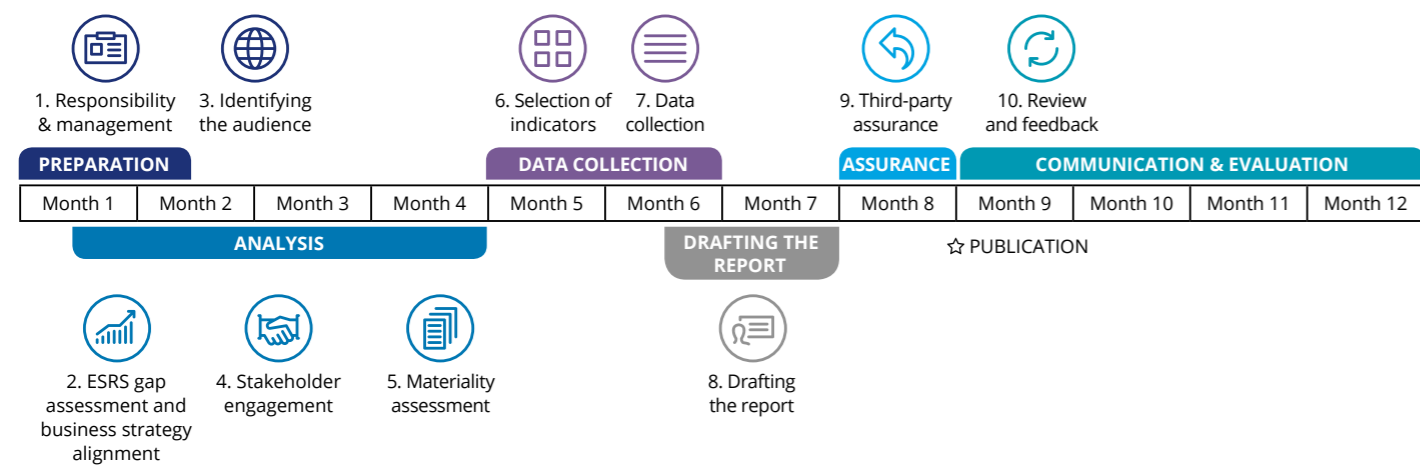 1. Responsibility
& management
3. Identifying
the audience
6. Selection of
indicators
7. Data
collection
9. Third-party
assurance
10. Review
and feedback
PREPARATION
DATA COLLECTION
ASSURANCE
COMMUNICATION & EVALUATION
Month 1
Month 2
Month 3
Month 4
Month 5
Month 6
Month 7
Month 8
Month 9
Month 10
Month 11
Month 12
ANALYSIS
DRAFTING THE
REPORT
☆ PUBLICATION
2. ESRS gap
assessment and
business strategy
alignment
4. Stakeholder
engagement
5. Materiality
assessment
8. Drafting
the report